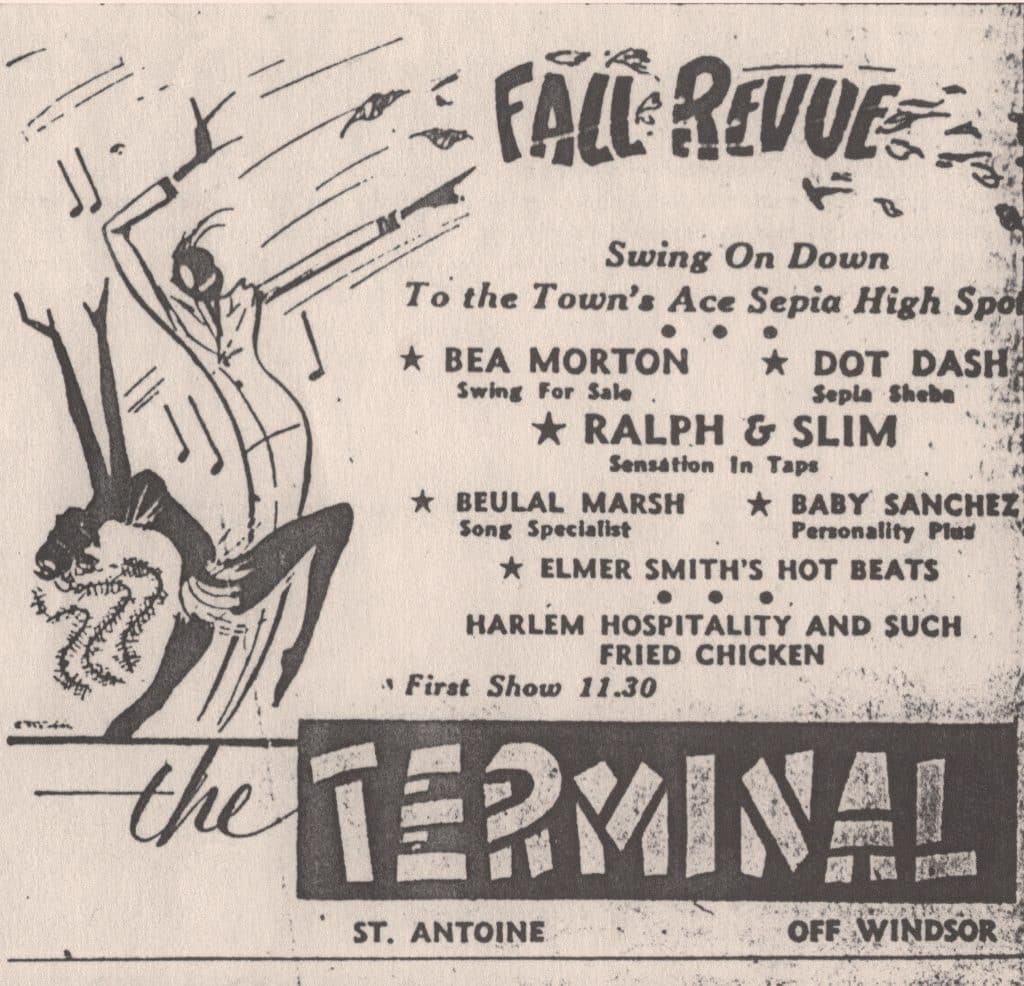 FALL REVUE
Swing On Down
To the Town's Ace Sepia High Spot
★ BEA MORTON ★ DOT DASH
Swing For Sale Sepia Sheba
★ RALPH & SLIM
Sensation In Taps
★ BEULAL MARSH ★ BABY SANCHEZ
Song Specialist Personality Plus
★ ELMER SMITH'S HOT BEATS
HARLEM HOSPITALITY AND SUCH
FRIED CHICKEN
First Show 11.30
the TERMINAL
ST. ANTOINE OFF WINDSOR